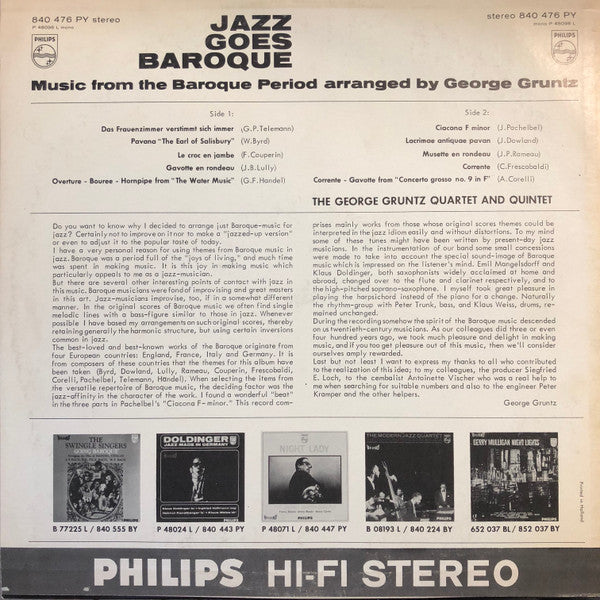 840 476 PY stereo
P 48096 L mono
PHILIPS
JAZZ
GOES
BAROQUE
stereo 840 476 PY
mono P 48096 L
PHILIPS
Music from the Baroque Period arranged by George Gruntz
Side 1:
Das Frauenzimmer verstimmt sich immer (G.P.Telemann)
Pavana "The Earl of Salisbury" (W.Byrd)
Le croc en jambe (F.Couperin)
Gavotte en rondeau (J.B.Lully)
Overture - Bouree - Hornpipe from "The Water Music" (G.F.Handel)
Side 2:
Ciacona F minor (J.Pachelbel)
Lacrimae antiquae pavan (J.Dowland)
Musette en rondeau (J.P.Rameau)
Corrente (C.Frescobaldi)
Corrente - Gavotte from "Concerto grosso no. 9 in F" (A.Corelli)
THE GEORGE GRUNTZ QUARTET AND QUINTET
Do you want to know why I decided to arrange just Baroque-music for
jazz? Certainly not to improve on it nor to make a "jazzed-up version"
or even to adjust it to the popular taste of today.
I have a very personal reason for using themes from Baroque music in
jazz. Baroque was a period full of the "joys of living," and much time
was spent in making music. It is this joy in making music which
particularly appeals to me as a jazz-musician.
But there are several other interesting points of contact with jazz in
this music. Baroque musicians were fond of improvising and great masters
in this art. Jazz-musicians improvise, too, if in a somewhat different
manner. In the original scores of Baroque music we often find single
melodic lines with a bass-figure similar to those in jazz. Whenever
possible I have based my arrangements on such original scores, thereby
retaining generally the harmonic structure, but using certain inversions
common in jazz.
The best-loved and best-known works of the Baroque originate from
four European countries: England, France, Italy and Germany. It is
from composers of these countries that the themes for this album have
been taken (Byrd, Dowland, Lully, Rameau, Couperin, Frescobaldi,
Corelli, Pachelbel, Telemann, Händel). When selecting the items from
the versatile repertoire of Baroque music, the deciding factor was the
jazz-affinity in the character of the work. I found a wonderful "beat"
in the three parts in Pachelbel's "Ciacona F-minor." This record com-
prises mainly works from those whose original scores themes could be
interpreted in the jazz idiom easily and without distortions. To my mind
some of these tunes might have been written by present-day jazz
musicians. In the instrumentation of our band and some small concessions
were made to take into account the special sound-image of Baroque
music which is impressed on the listener's mind. Emil Mangelsdorff and
Klaus Doldinger, both saxophonists widely acclaimed at home and
abroad, changed over to the flute and clarinet respectively, and to
the high-pitched soprano-saxophone. I myself took great pleasure in
playing the harpsichord instead of the piano for a change. Naturally
the rhythm-group with Peter Trunk, bass, and Klaus Weiss, drums, re-
mained unchanged.
During the recording somehow the spirit of the Baroque music descended
on us twentieth-century musicians. As our colleagues did three or even
four hundred years ago, we took much pleasure and delight in making
music, and if you too get pleasure out of this music, then we'll consider
ourselves amply rewarded.
Last but not least I want to express my thanks to all who contributed
to the realization of this idea; to my colleagues, the producer Siegfried
E. Loch, to the cembalist Antoinette Vischer who was a real help to
me when searching for suitable numbers and also to the engineer Peter
Kramper and the other helpers.
George Gruntz
THE
SWINGLE SINGERS
GOING BAROQUE
DOLDINGER
JAZZ MADE IN GERMANY
NIGHT LADY
THE MODERN JAZZ QUARTET
GERRY MULLIGAN NIGHT LIGHTS
B 77225 L / 840 555 BY
P 48024 L / 840 443 PY
P 48071 L / 840 447 PY
B 08193 L / 840 224 BY
652 037 BL / 852 037 BY
Printed in Holland
PHILIPS HI-FI STEREO